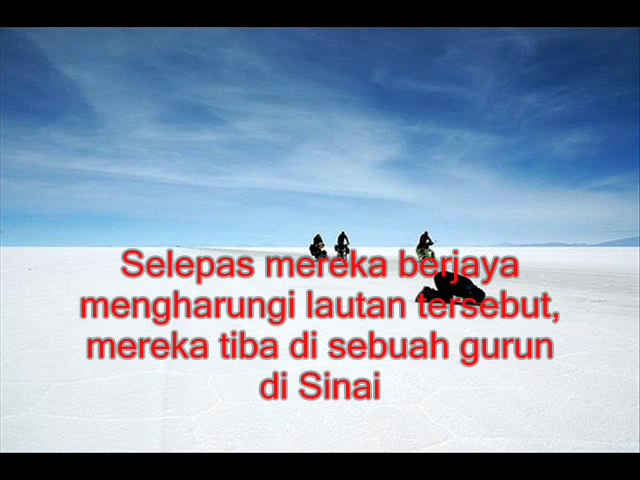 Selepas mereka berjaya
mengharungi lautan tersebut,
mereka tiba di sebuah gurun
di Sinai